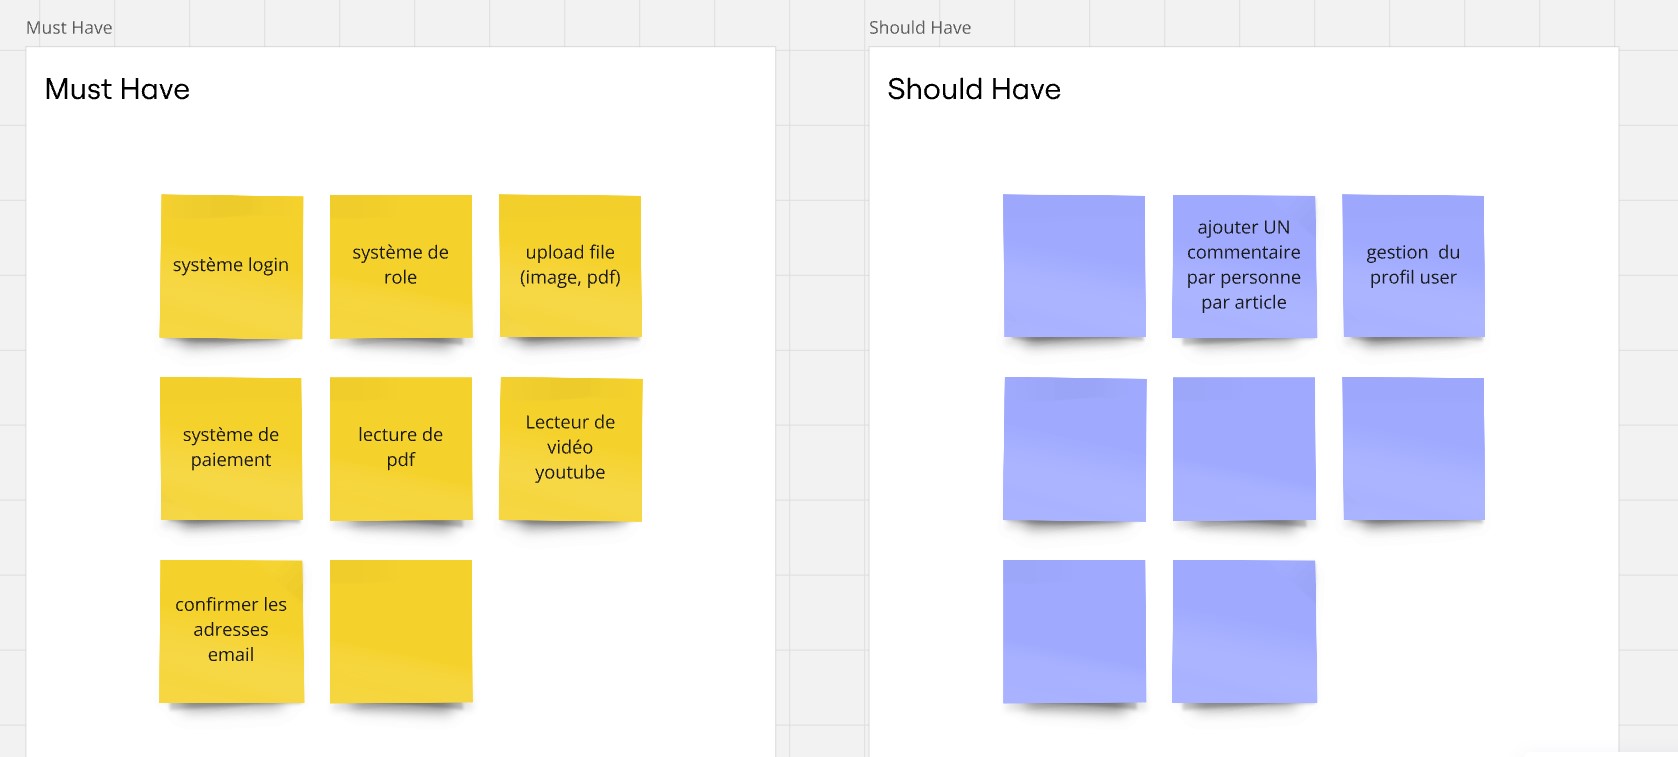 Must Have
Should Have
Must Have
Should Have
système login
système de
role
upload file
(image, pdf)
ajouter UN
commentaire
par personne
par article
gestion  du
profil user
système de
paiement
lecture de
pdf
Lecteur de
vidéo
youtube
confirmer les
adresses
email